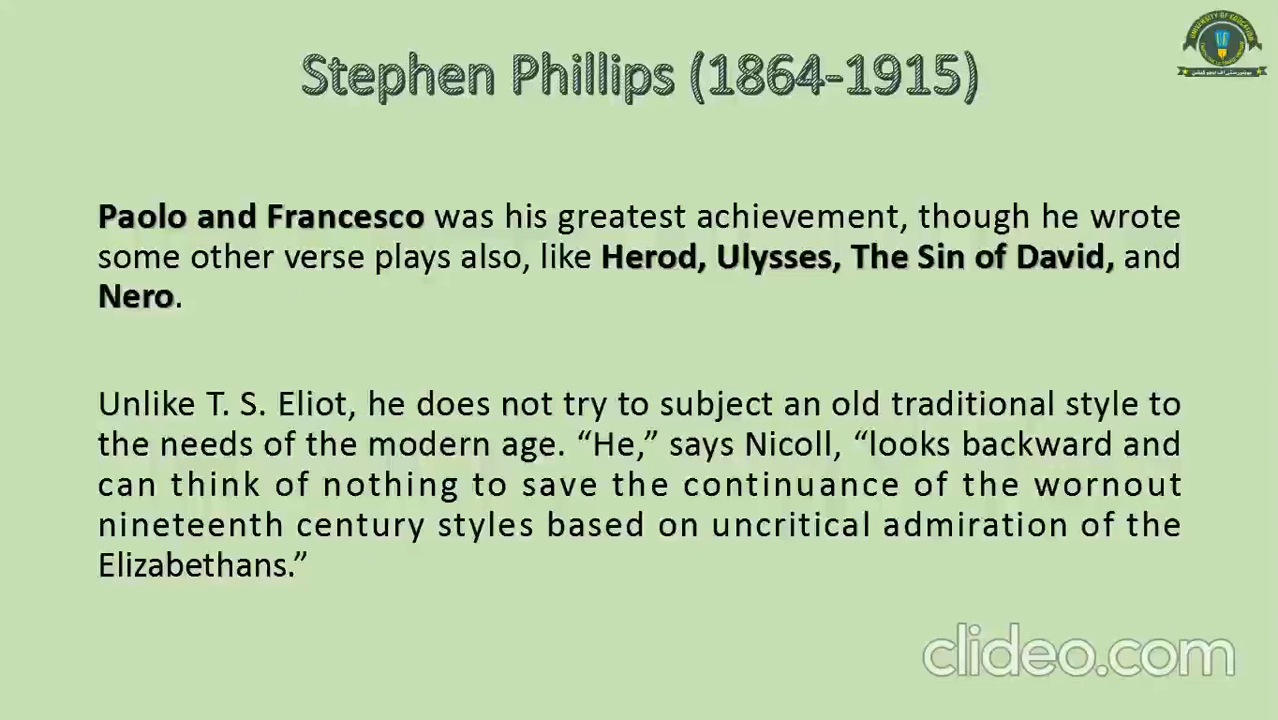 Stephen Phillips (1864-1915)
UNIVERSITY OF EDUCATION
Paolo and Francesco was his greatest achievement, though he wrote
some other verse plays also, like Herod, Ulysses, The Sin of David, and
Nero.
Unlike T. S. Eliot, he does not try to subject an old traditional style to
the needs of the modern age. “He,” says Nicoll, “looks backward and
can think of nothing to save the continuance of the wornout
nineteenth century styles based on uncritical admiration of the
Elizabethans.”
clideo.com